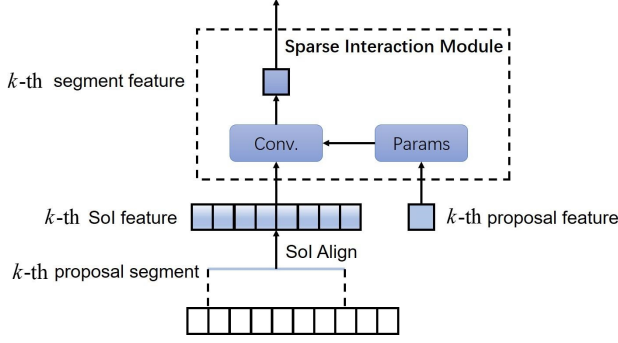 Sparse Interaction Module
k-th segment feature
Conv.
Params
k-th SoI feature
k-th proposal feature
SoI Align
k-th proposal segment